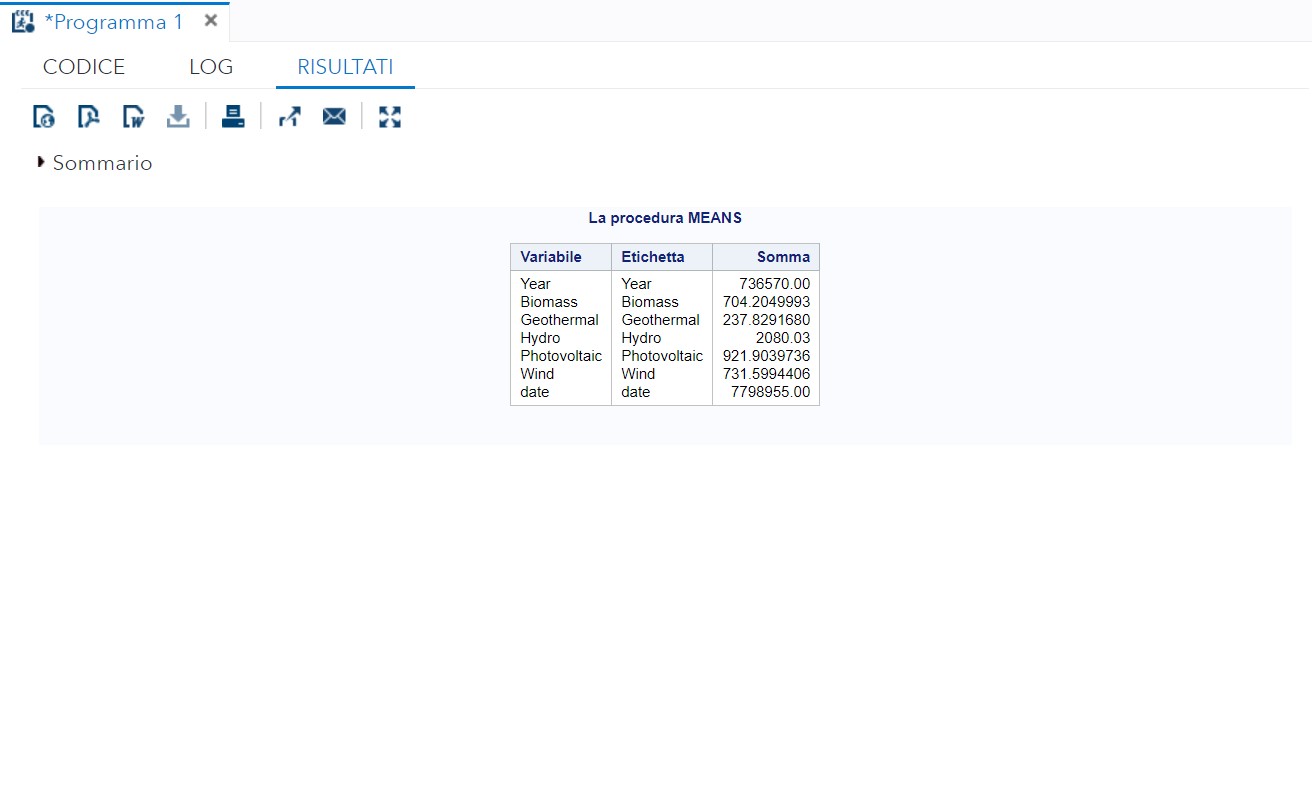 *Programma 1
CODICE LOG RISULTATI
Sommario
La procedura MEANS
Variabile Etichetta Somma
Year Year 736570.00
Biomass Biomass 704.2049993
Geothermal Geothermal 237.8291680
Hydro Hydro 2080.03
Photovoltaic Photovoltaic 921.9039736
Wind Wind 731.5994406
date date 7798955.00